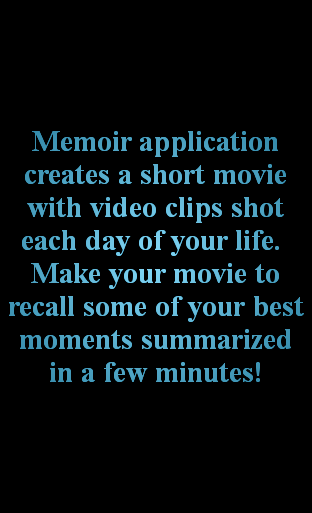 Memoir application
creates a short movie
with video clips shot
each day of your life.
Make your movie to
recall some of your best
moments summarized
in a few minutes!